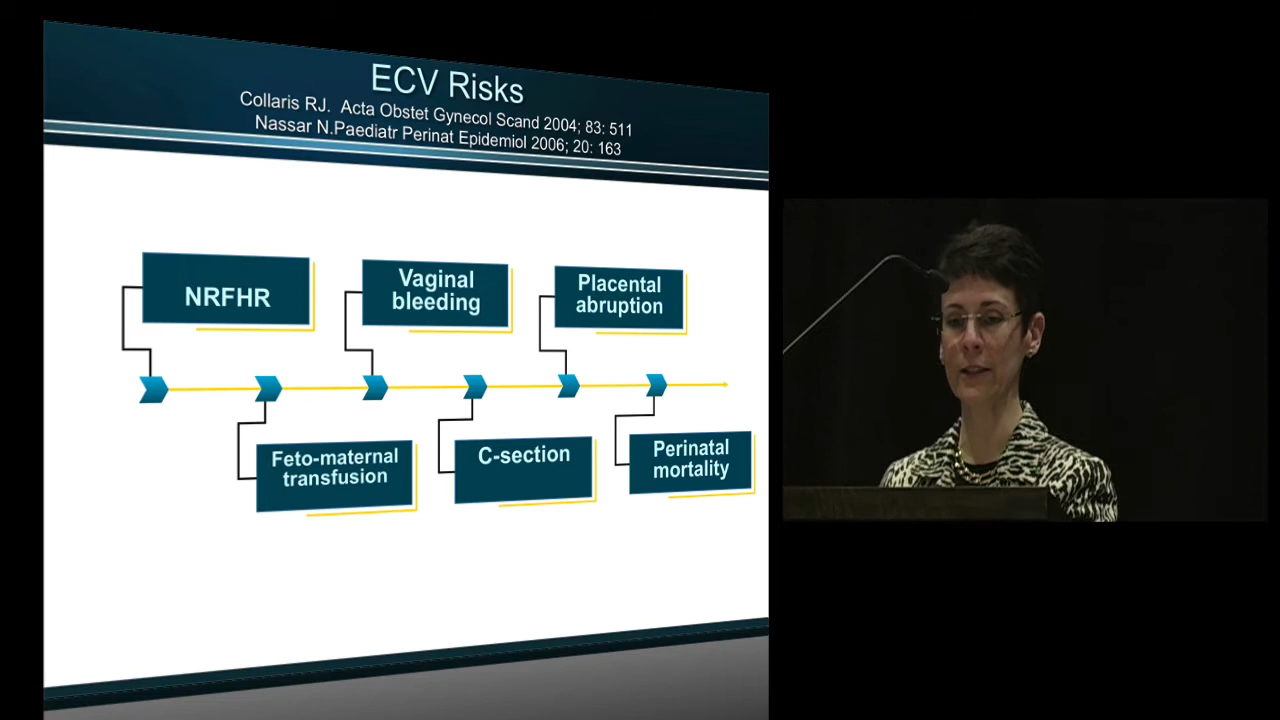 ECV Risks
Collaris RJ. Acta Obstet Gynecol Scand 2004; 83: 511
Nassar N.Paediatr Perinat Epidemiol 2006; 20: 163
NRFHR
Vaginal
bleeding
Placental
abruption
Feto-maternal
transfusion
C-section
Perinatal
mortality